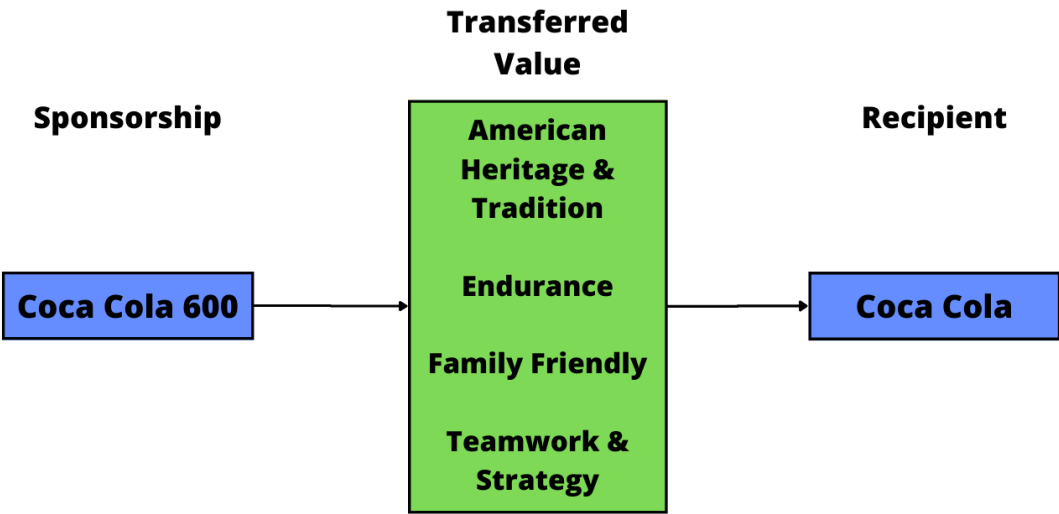 Transferred
Value
Sponsorship
Recipient
American
Heritage &
Tradition
Endurance
Family Friendly
Teamwork &
Strategy
Coca Cola 600
Coca Cola